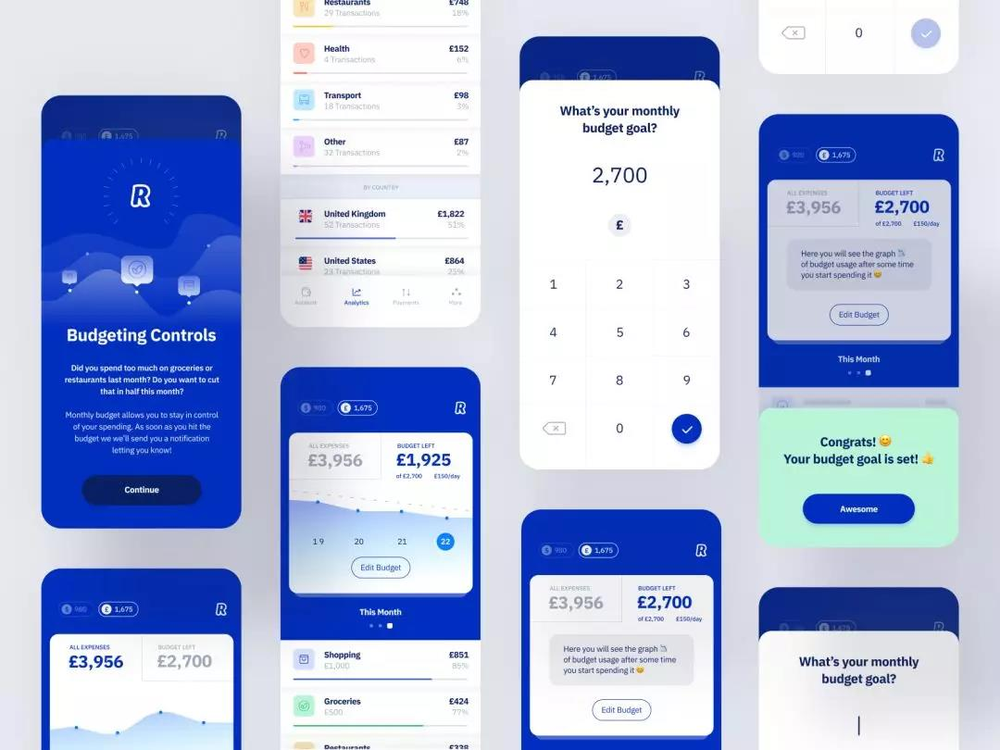 $ 980 £ 1,675 R
R
Budgeting Controls
Did you spend too much on groceries or
restaurants last month? Do you want to cut
that in half this month?
Monthly budget allows you to stay in control
of your spending. As soon as you hit the
budget we we'll send you a notification
letting you know!
Continue
$ 980 £ 1,675 R
ALL EXPENSES BUDGET LEFT
£3,956 £2,700
Restaurants £748
29 Transactions 18%
Health £152
4 Transactions 6%
Transport £98
18 Transactions 3%
Other £87
32 Transactions 2%
BY COUNTRY
United Kingdom £1,822
52 Transactions 51%
United States £864
23 Transactions 25%
Account Analytics Payments More
$ 980 £ 1,675 R
ALL EXPENSES BUDGET LEFT
£3,956 £1,925
of £2,700 £150/day
19 20 21 22
Edit Budget
This Month
Shopping £851
£1,000 85%
Groceries £424
£500 77%
Restaurants £338
$ 980 £ 1,675 R
What's your monthly
budget goal?
2,700
£
1 2 3
4 5 6
7 8 9
0
$ 980 £ 1,675 R
ALL EXPENSES BUDGET LEFT
£3,956 £2,700
of £2,700 £150/day
Here you will see the graph
of budget usage after some time
you start spending it
Edit Budget
0
$ 980 £ 1,675 R
ALL EXPENSES BUDGET LEFT
£3,956 £2,700
of £2,700 £150/day
Here you will see the graph
of budget usage after some time
you start spending it
Edit Budget
This Month
Congrats! 😊
Your budget goal is set! 👍
Awesome
1,675 R
What's your monthly
budget goal?